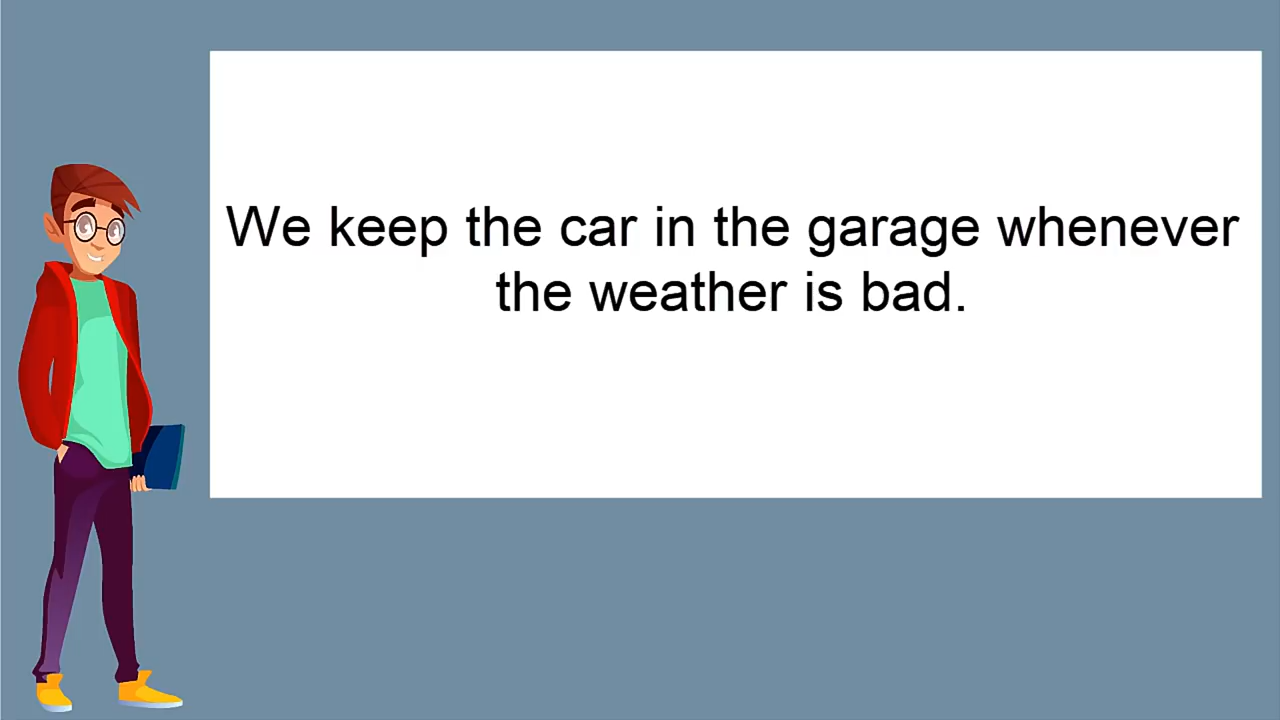 We keep the car in the garage whenever
the weather is bad.